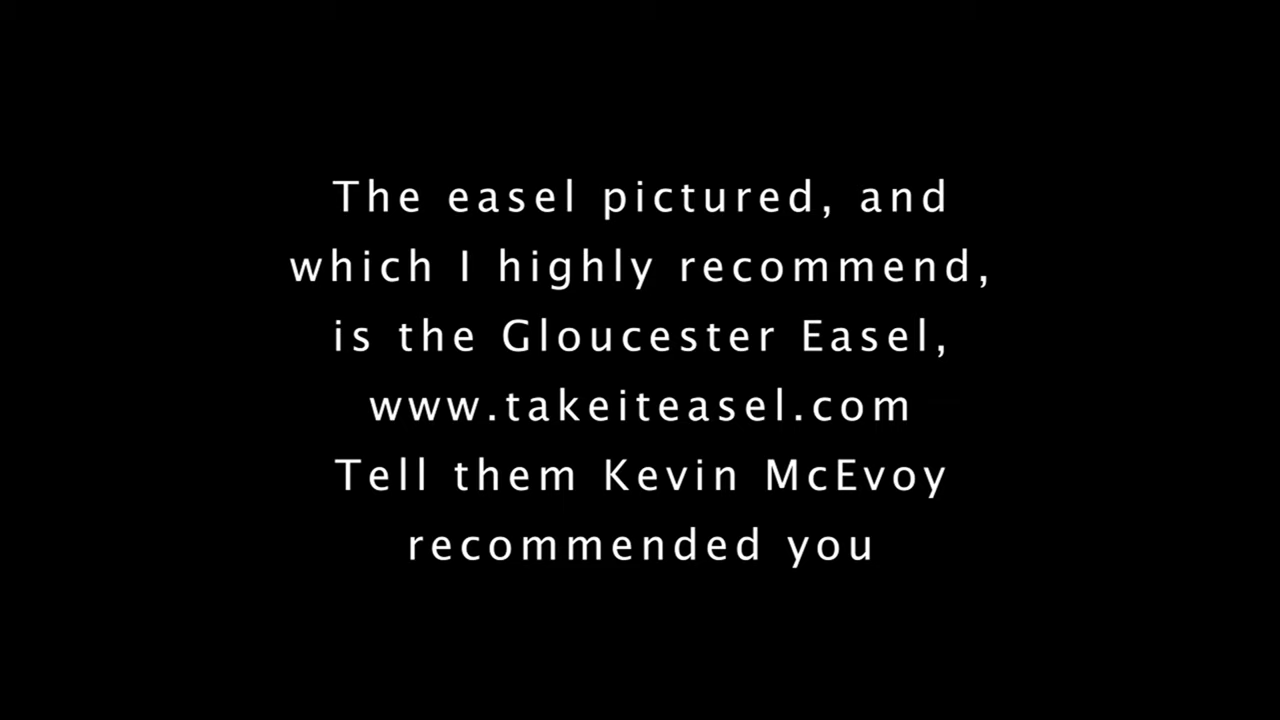 The easel pictured, and
which I highly recommend,
is the Gloucester Easel,
www.takeiteasel.com
Tell them Kevin McEvoy
recommended you